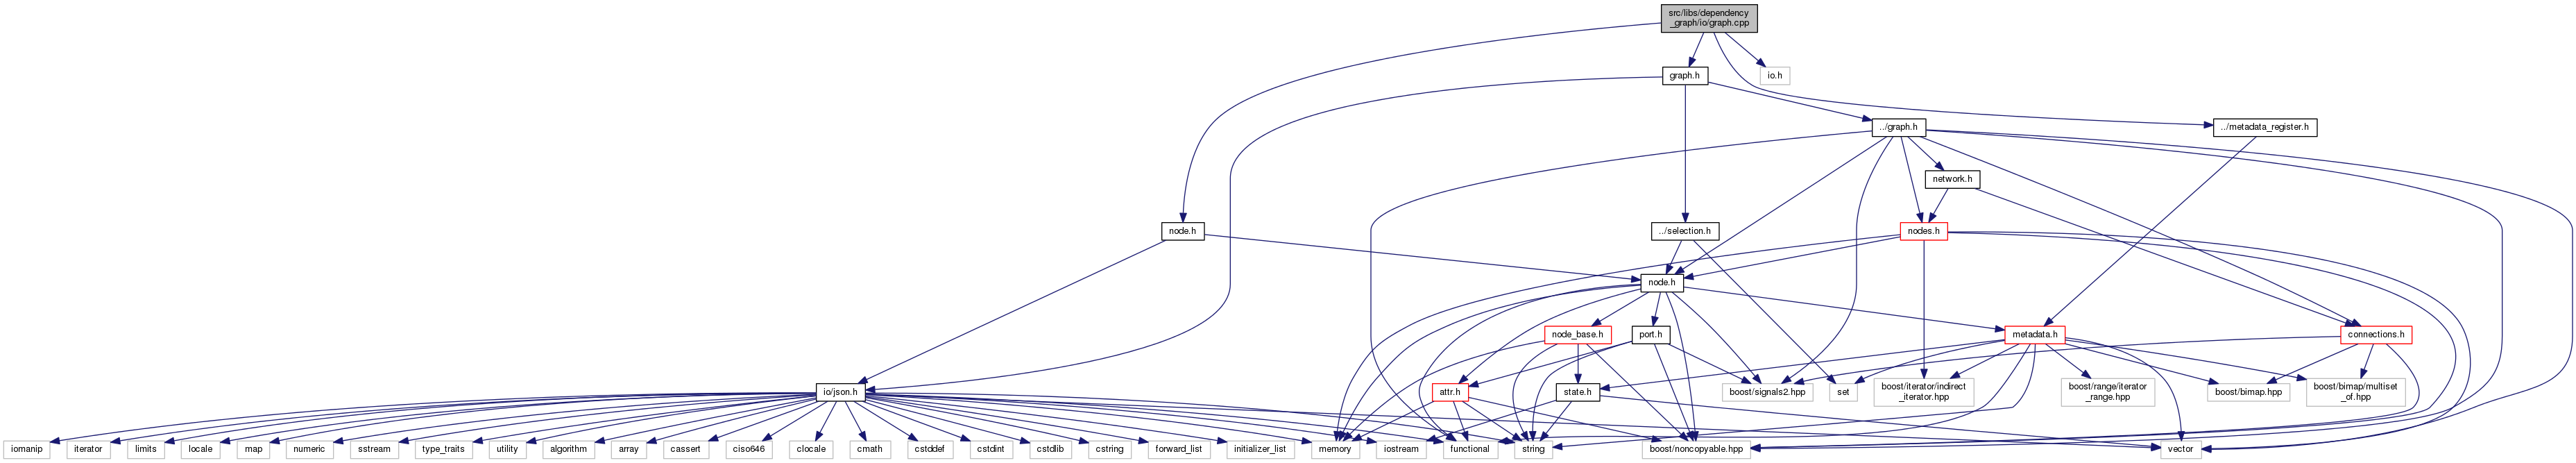 src/libs/dependency
_graph/io/graph.cpp
graph.h
io.h
../graph.h
../metadata_register.h
network.h
node.h
../selection.h
nodes.h
node.h
node_base.h
port.h
metadata.h
connections.h
io/json.h
attr.h
state.h
boost/signals2.hpp
set
boost/iterator/indirect
_iterator.hpp
boost/range/iterator
_range.hpp
boost/bimap.hpp
boost/bimap/multiset
_of.hpp
iomanip
iterator
limits
locale
map
numeric
sstream
type_traits
utility
algorithm
array
cassert
ciso646
clocale
cmath
cstddef
cstdint
cstdlib
cstring
forward_list
initializer_list
memory
iostream
functional
string
boost/noncopyable.hpp
vector